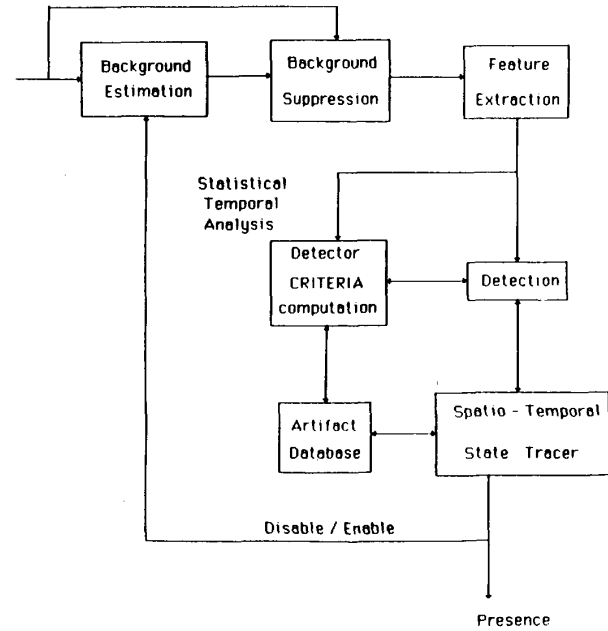 Background
Estimation
Background
Suppression
Feature
Extraction
Statistical
Temporal
Analysis
Detector
CRITERIA
computation
Detection
Artifact
Database
Spatio - Temporal
State Tracer
Disable / Enable
Presence